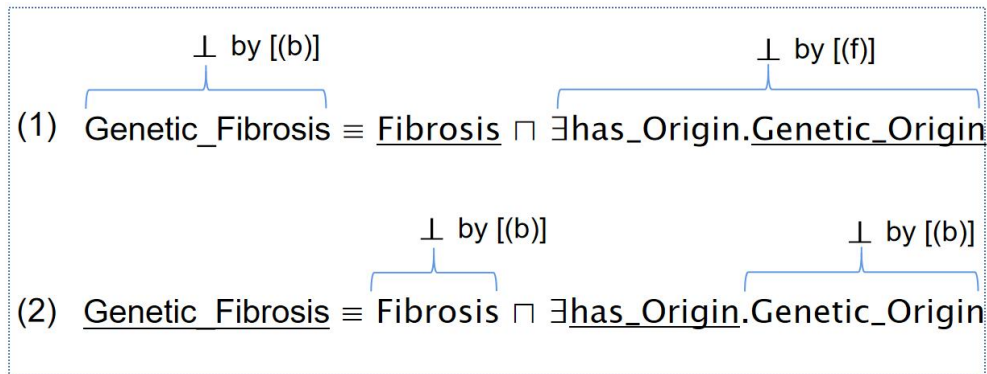 ⊥ by [(b)] ⊥ by [(f)]
(1) Genetic_Fibrosis ≡ Fibrosis ⊓ ∃has_Origin.Genetic_Origin
⊥ by [(b)] ⊥ by [(b)]
(2) Genetic_Fibrosis ≡ Fibrosis ⊓ ∃has_Origin.Genetic_Origin